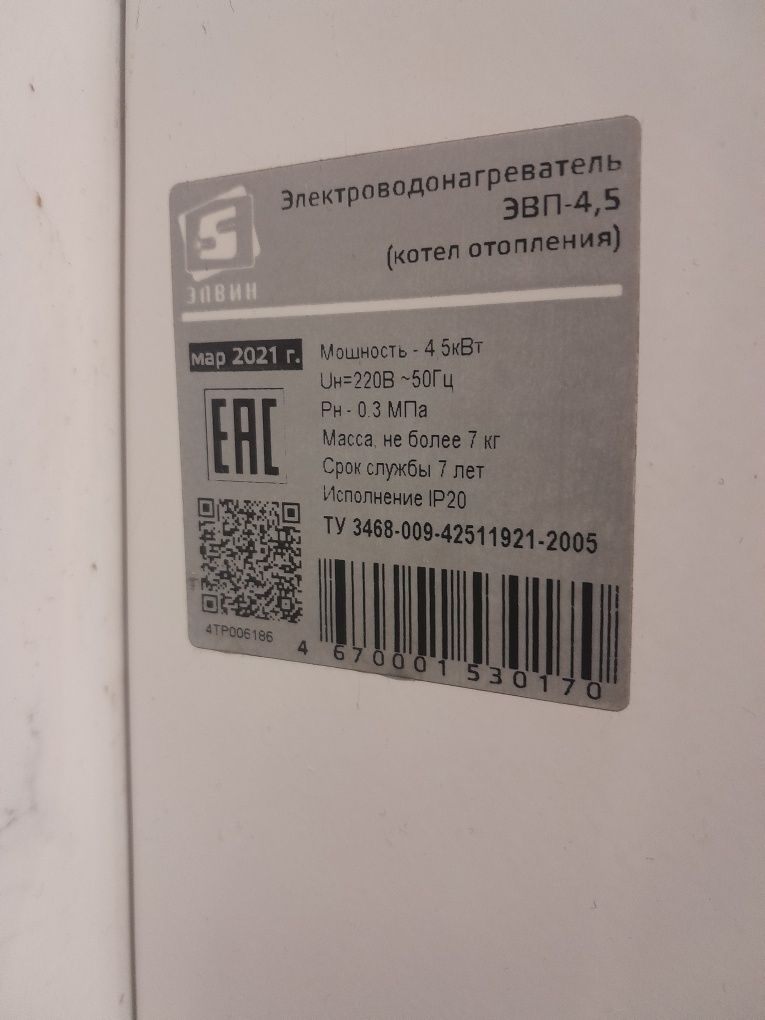 Электроводонагреватель
ЭВП-4,5
(котел отопления)
ЭЛВИН
мар 2021 г.
EAC
4TP006186
Мощность - 4 5кВт
Uн=220В ~50Гц
Рн - 0.3 МПа
Масса, не более 7 кг
Срок службы 7 лет
Исполнение IP20
ТУ 3468-009-42511921-2005
4 670001 530170